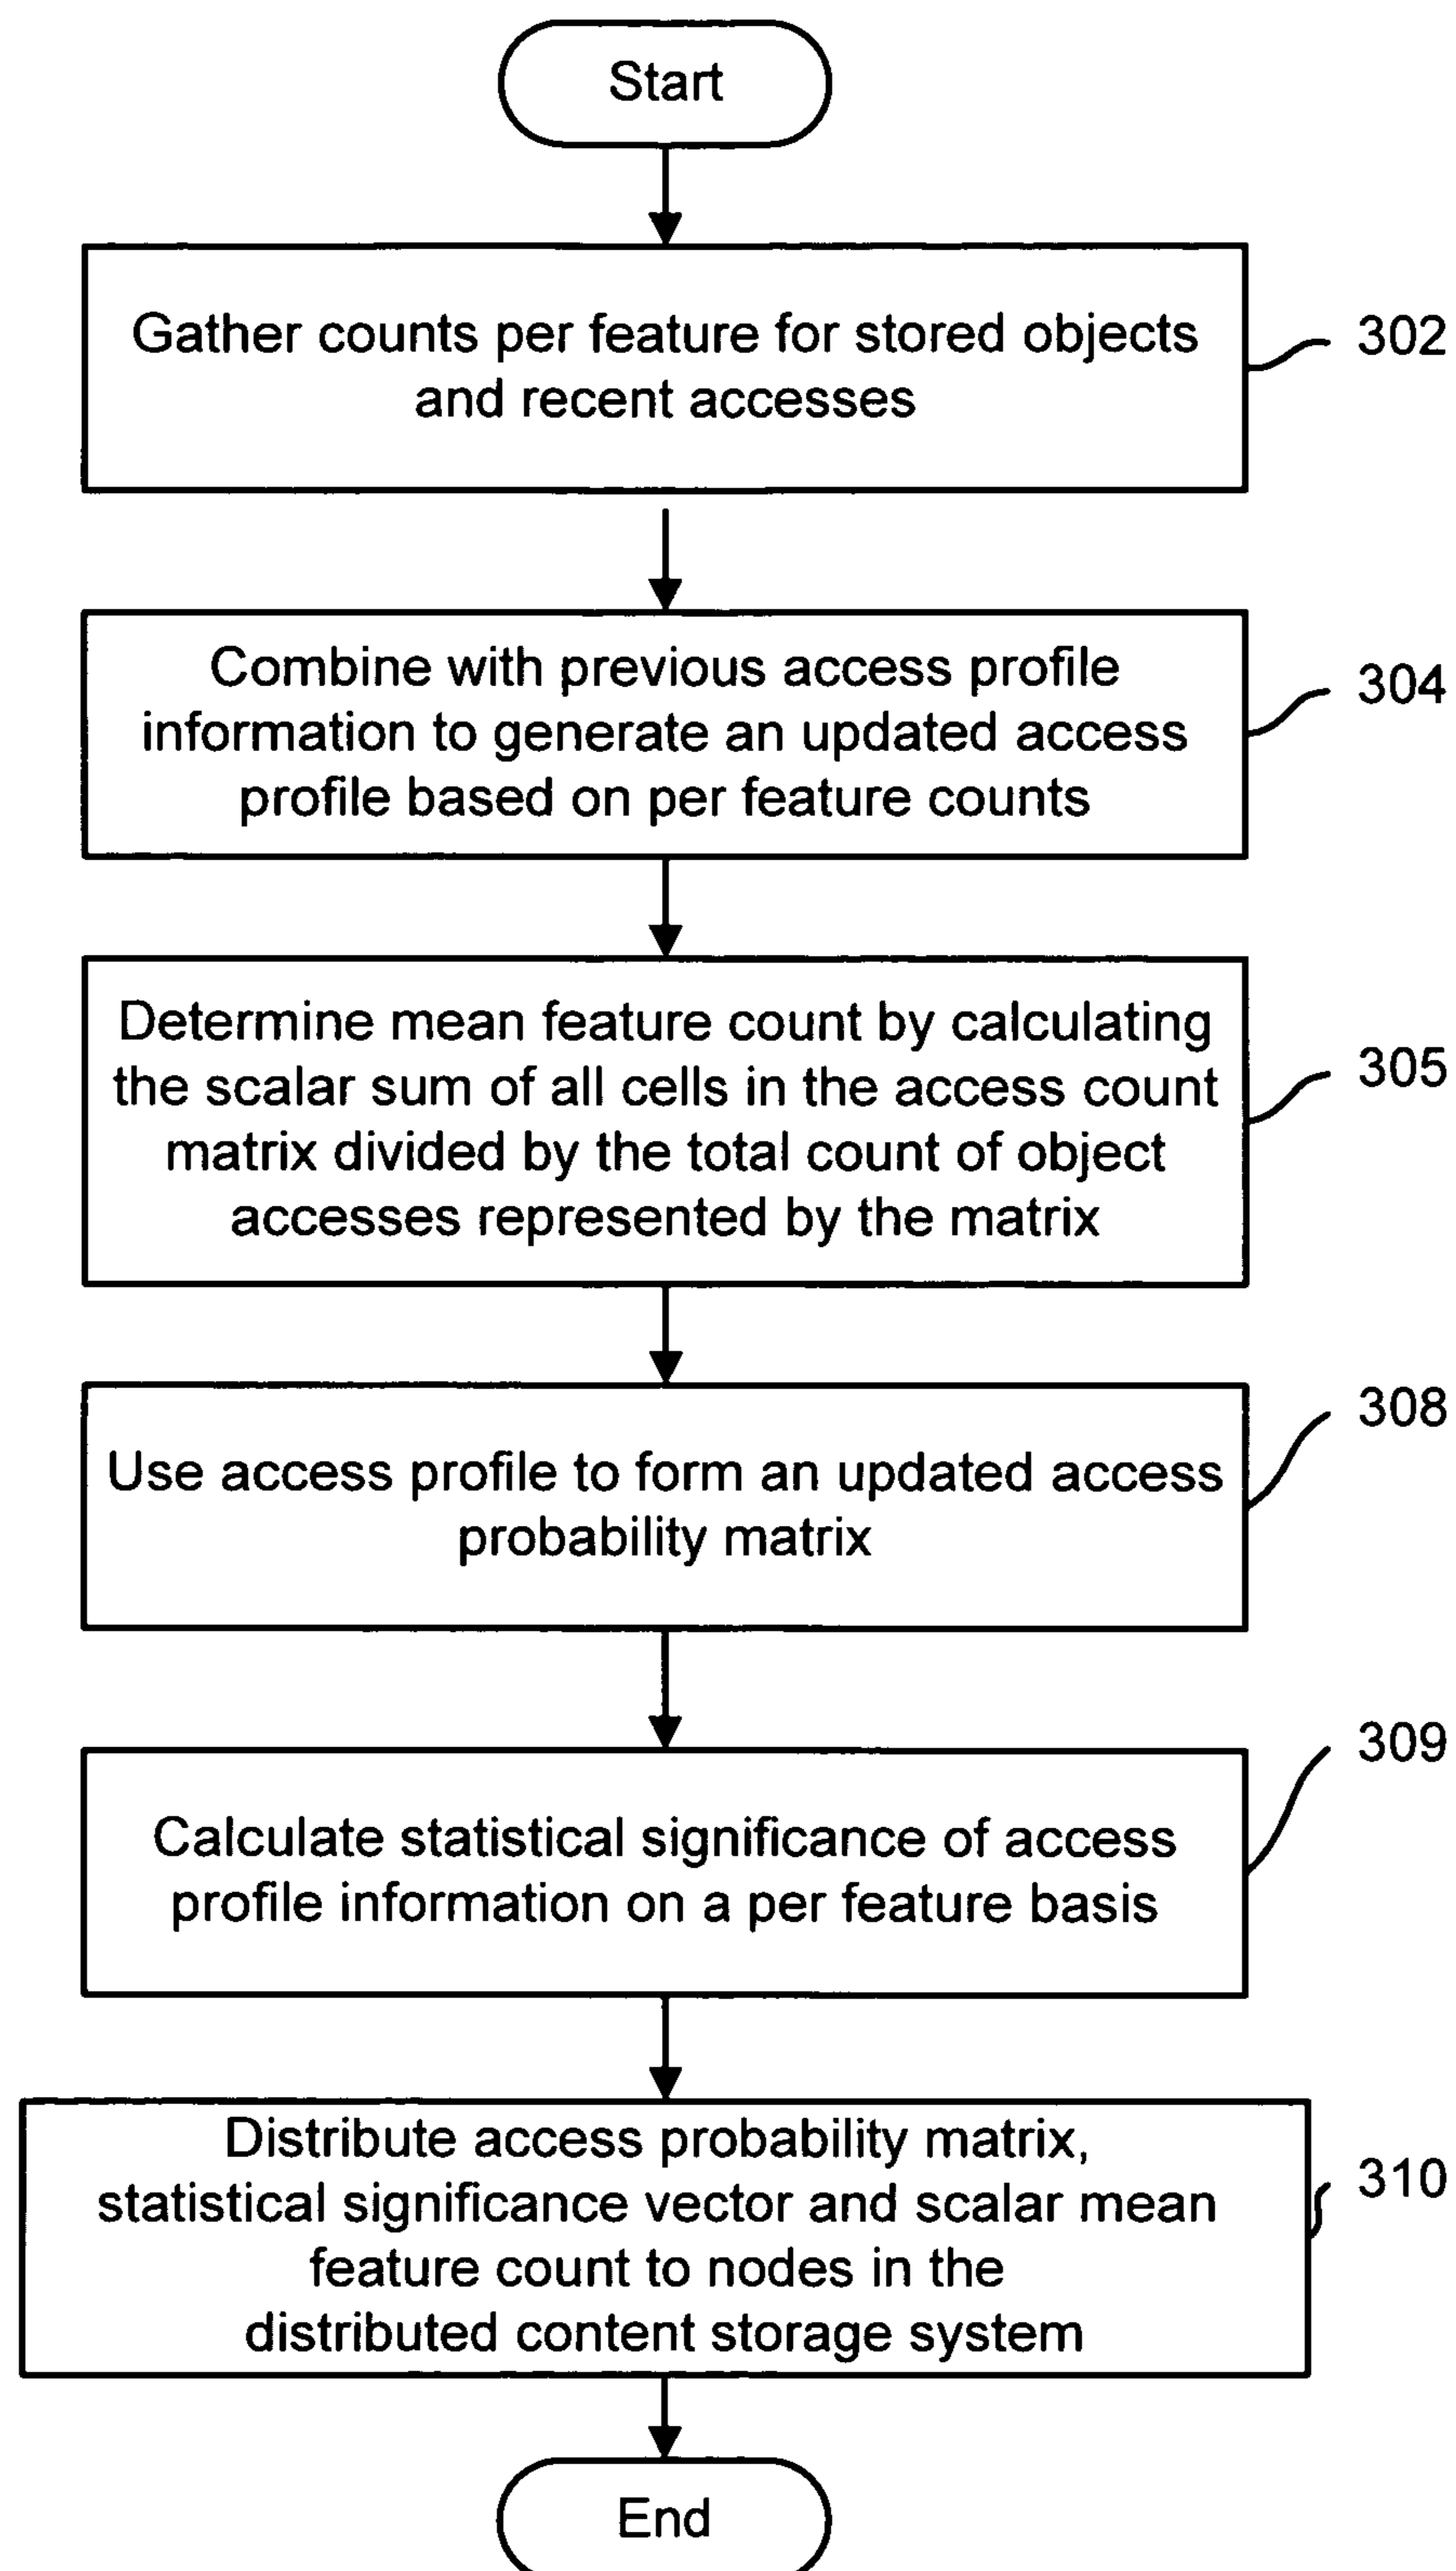 Start
Gather counts per feature for stored objects
and recent accesses
302
Combine with previous access profile
information to generate an updated access
profile based on per feature counts
304
Determine mean feature count by calculating
the scalar sum of all cells in the access count
matrix divided by the total count of object
accesses represented by the matrix
305
Use access profile to form an updated access
probability matrix
308
Calculate statistical significance of access
profile information on a per feature basis
309
Distribute access probability matrix,
statistical significance vector and scalar mean
feature count to nodes in the
distributed content storage system
310
End